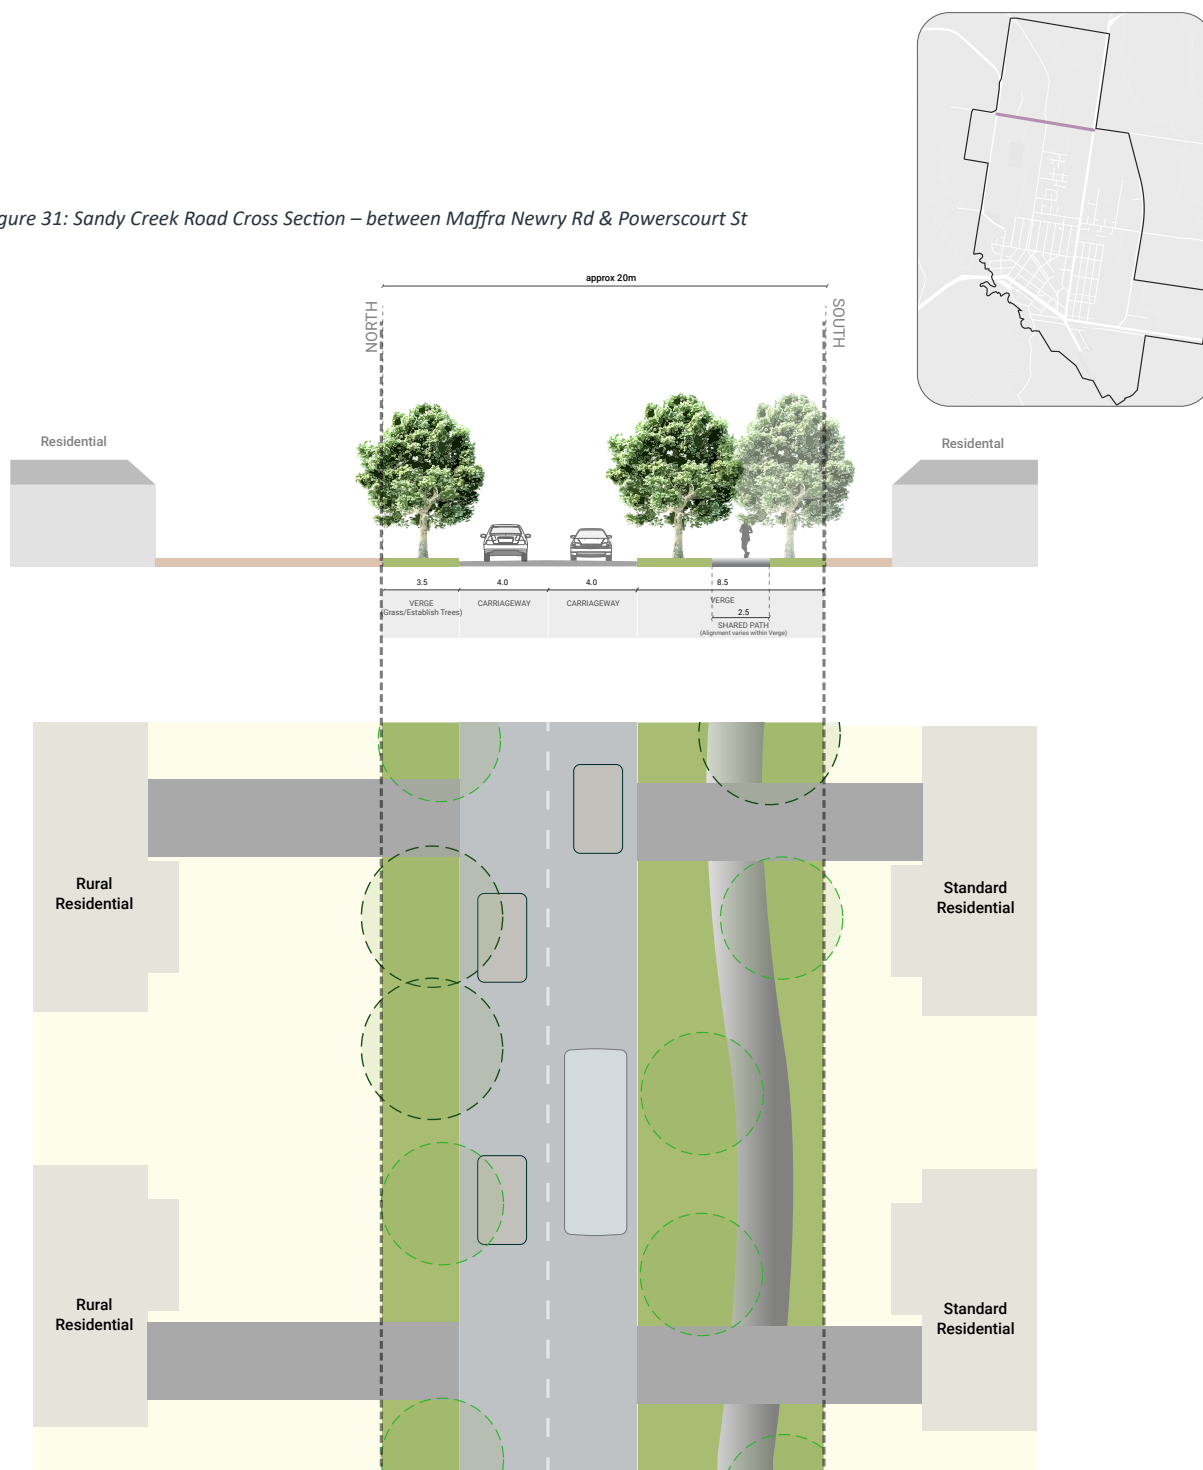 gure 31: Sandy Creek Road Cross Section – between Maffra Newry Rd & Powerscourt St
approx 20m
NORTH
SOUTH
Residential
Residental
3.5
4.0
4.0
8.5
VERGE
(Grass/Establish Trees)
CARRIAGEWAY
CARRIAGEWAY
VERGE
2.5
SHARED PATH
(Alignment varies within Verge)
Rural
Residential
Standard
Residential
Rural
Residential
Standard
Residential